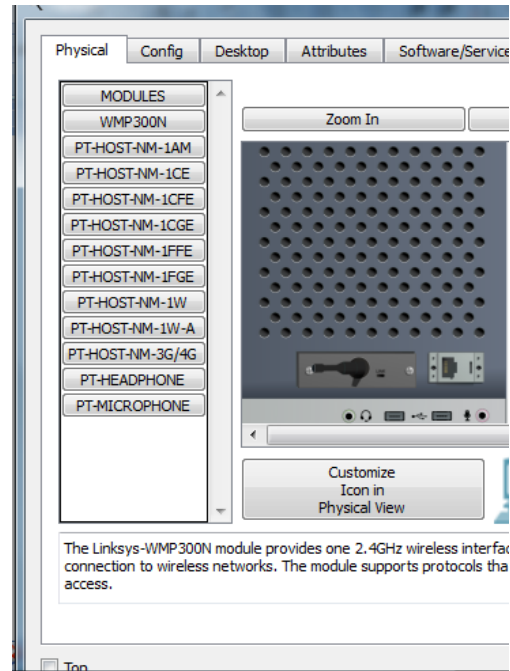 Physical
Config
Desktop
Attributes
Software/Service
MODULES
WMP300N
PT-HOST-NM-1AM
PT-HOST-NM-1CE
PT-HOST-NM-1CFE
PT-HOST-NM-1CGE
PT-HOST-NM-1FFE
PT-HOST-NM-1FGE
PT-HOST-NM-1W
PT-HOST-NM-1W-A
PT-HOST-NM-3G/4G
PT-HEADPHONE
PT-MICROPHONE
Zoom In
Customize
Icon in
Physical View
The Linksys-WMP300N module provides one 2.4GHz wireless interfac
connection to wireless networks. The module supports protocols tha
access.
Top